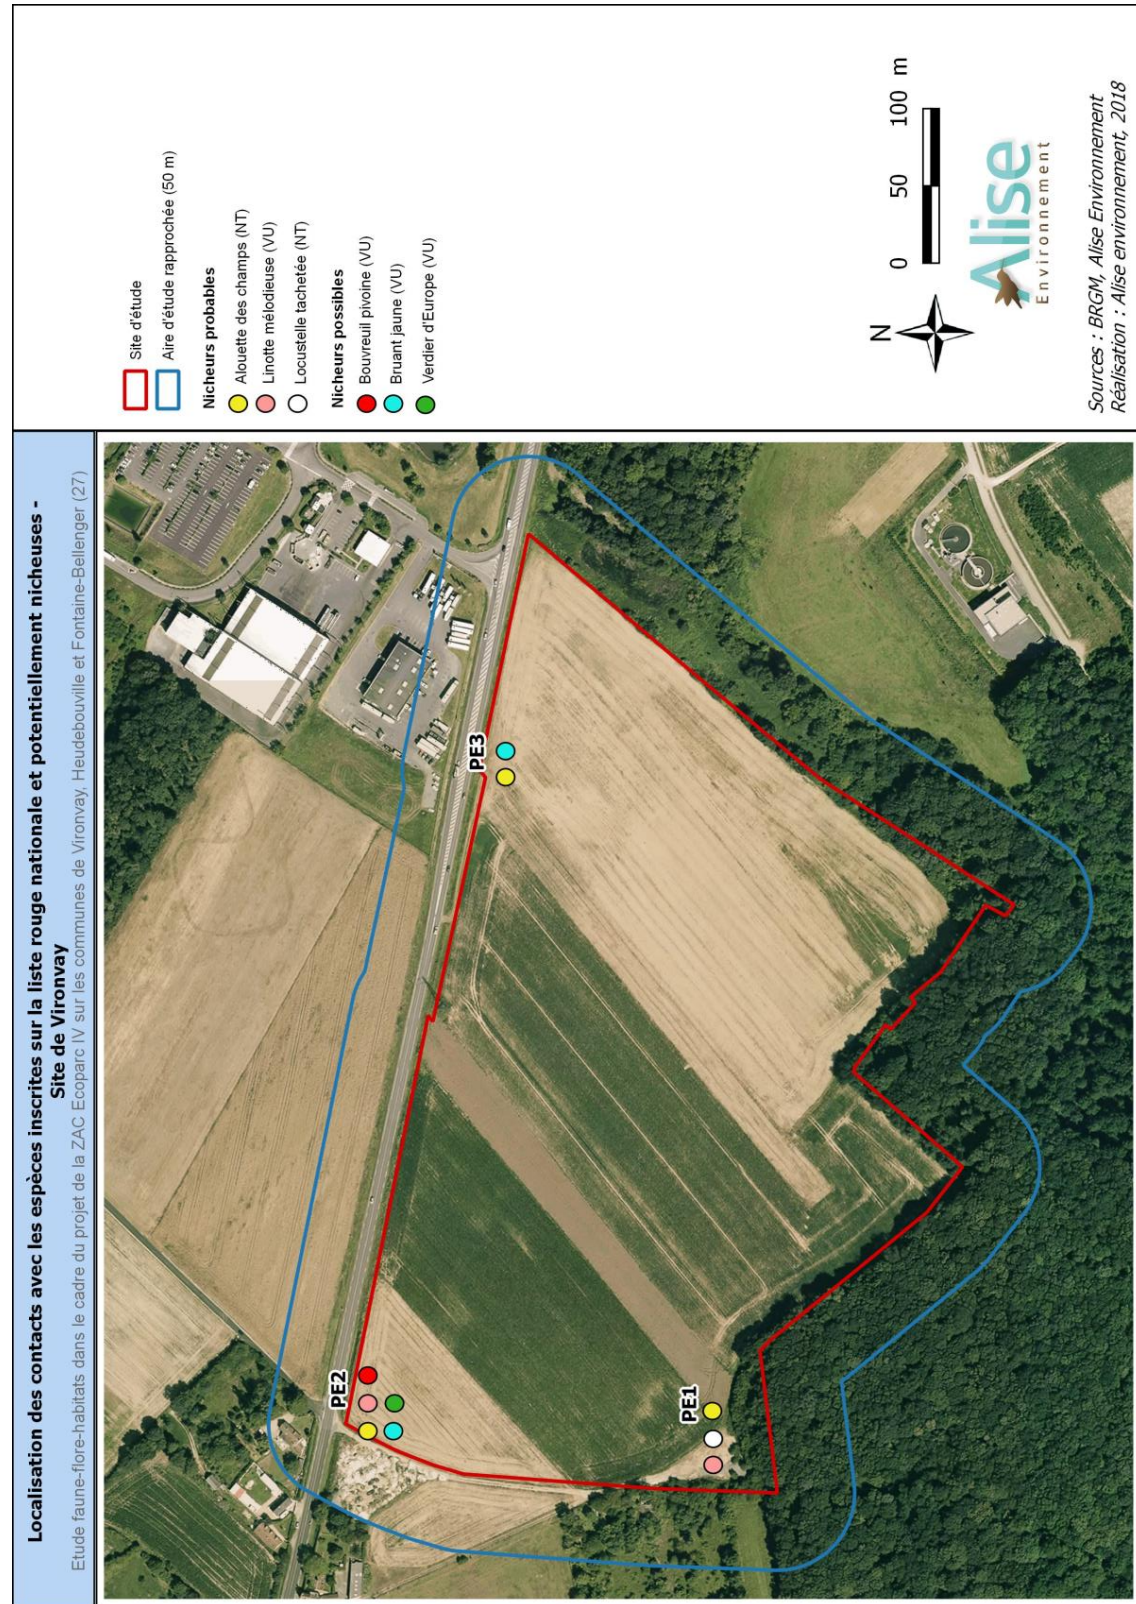 Localisation des contacts avec les espèces inscrites sur la liste rouge nationale et potentiellement nicheuses -
Site de Vironvay
Etude faune-flore-habitats dans le cadre du projet de la ZAC Ecoparc IV sur les communes de Vironvay, Heudebouville et Fontaine-Bellenger (27)
PE2
PE3
PE1
Site d'étude
Aire d'étude rapprochée (50 m)
Nicheurs probables
Alouette des champs (NT)
Linotte mélodieuse (VU)
Locustelle tachetée (NT)
Nicheurs possibles
Bouvreuil pivoine (VU)
Bruant jaune (VU)
Verdier d'Europe (VU)
N
0 50 100 m
Alise
Environnement
Sources : BRGM, Alise Environnement
Réalisation : Alise environnement, 2018